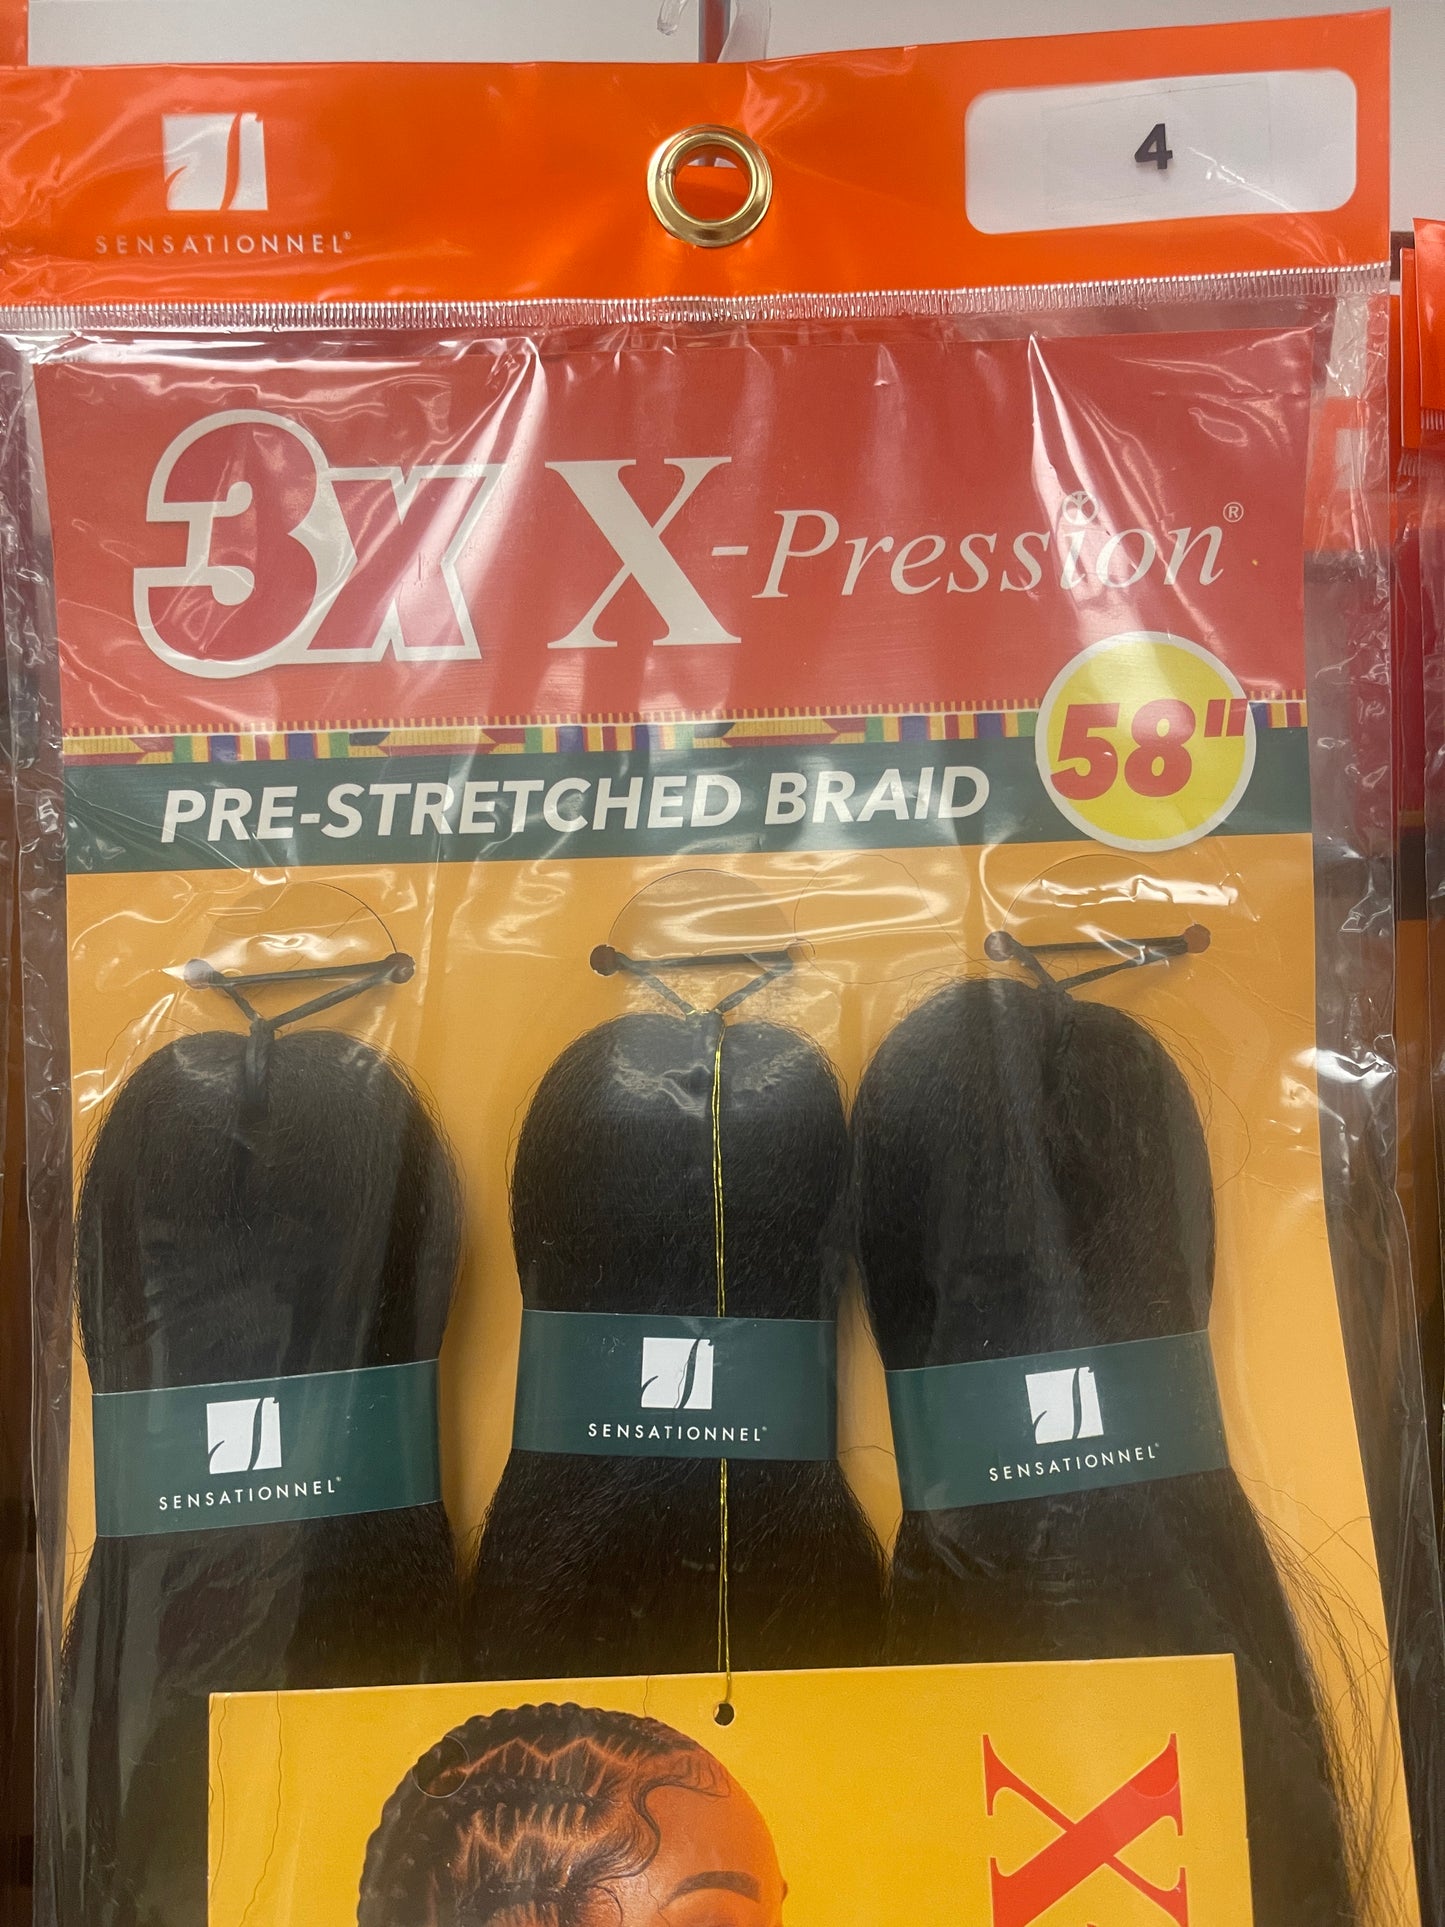 SENSATIONNEL®
4
3X X-Pression®
58"
PRE-STRETCHED BRAID
SENSATIONNEL®
SENSATIONNEL®
SENSATIONNEL®
X